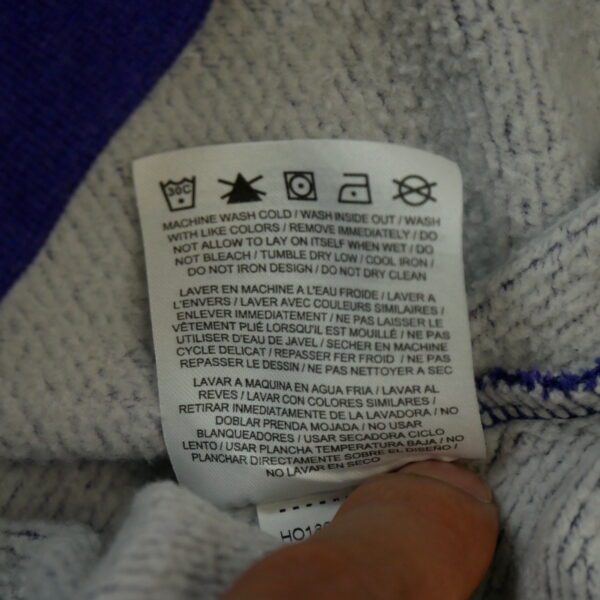 30C
MACHINE WASH COLD / WASH INSIDE OUT / WASH
WITH LIKE COLORS / REMOVE IMMEDIATELY / DO
NOT ALLOW TO LAY ON ITSELF WHEN WET / DO
NOT BLEACH / TUMBLE DRY LOW / COOL IRON /
DO NOT IRON DESIGN / DO NOT DRY CLEAN
LAVER EN MACHINE A L'EAU FROIDE / LAVER A
L'ENVERS / LAVER AVEC COULEURS SIMILAIRES /
ENLEVER IMMEDIATEMENT / NE PAS LAISSER LE
VÊTEMENT PLIÉ LORSQU'IL EST MOUILLÉ / NE PAS
UTILISER D'EAU DE JAVEL / SECHER EN MACHINE
CYCLE DELICAT / REPASSER FER FROID / NE PAS
REPASSER LE DESSIN / NE PAS NETTOYER A SEC
LAVAR A MAQUINA EN AGUA FRIA / LAVAR AL
REVES / LAVAR CON COLORES SIMILARES /
RETIRAR INMEDIATAMENTE DE LA LAVADORA / NO
DOBLAR PRENDA MOJADA / NO USAR
BLANQUEADORES / USAR SECADORA CICLO
LENTO / USAR PLANCHA TEMPERATURA BAJA / NO
PLANCHAR DIRECTAMENTE SOBRE EL DISEÑO /
NO LAVAR EN SECO